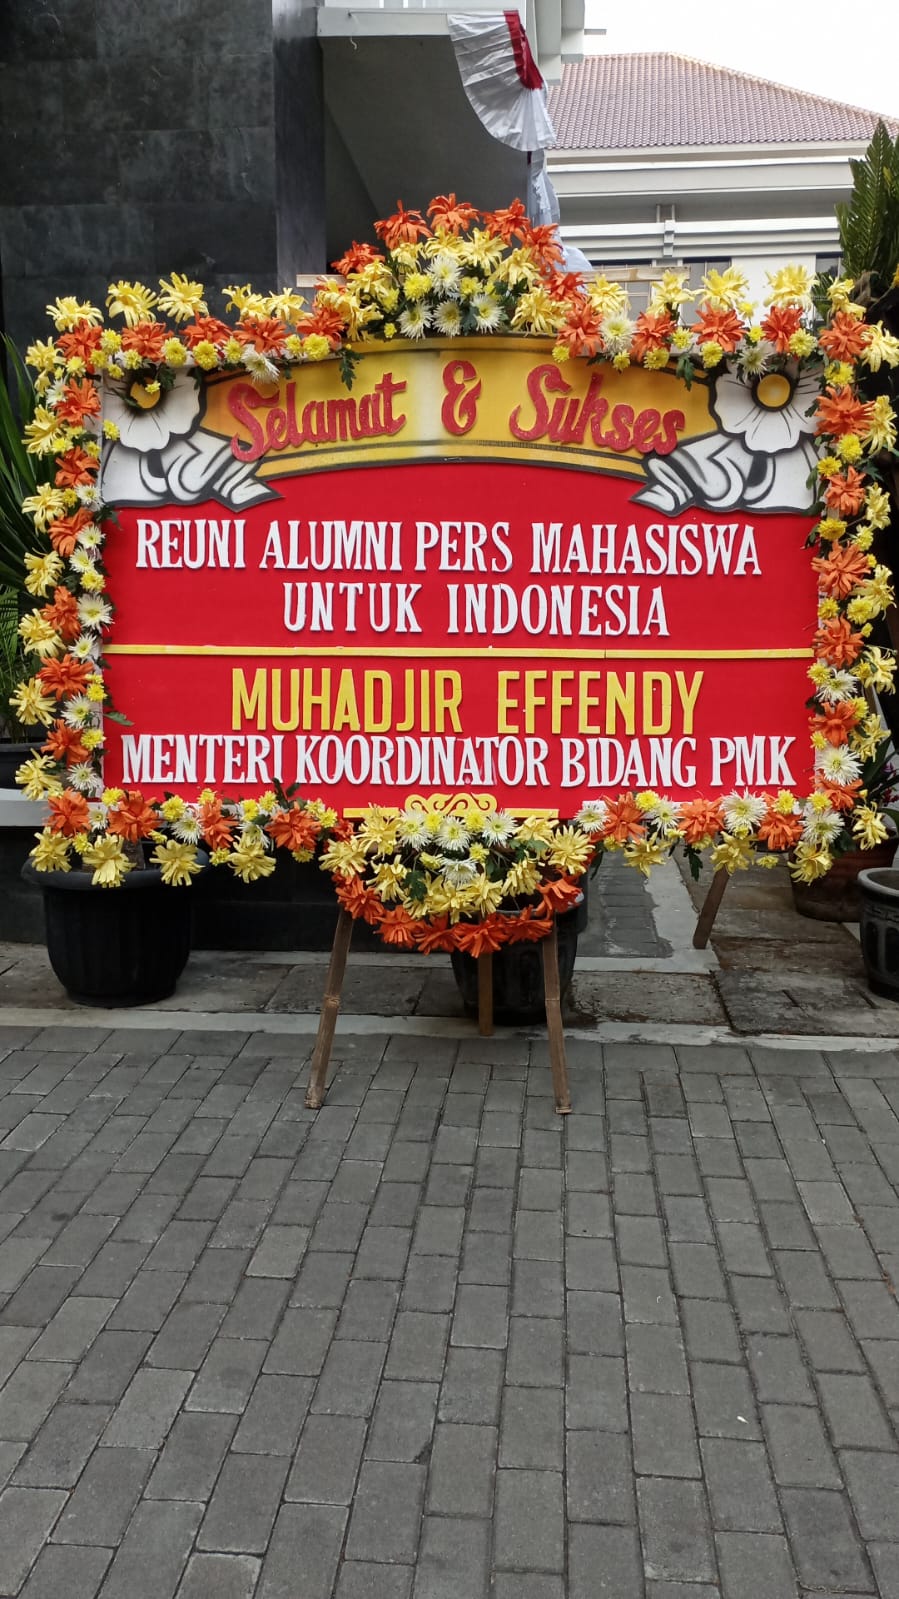 Selamat & Sukses
REUNI ALUMNI PERS MAHASISWA
UNTUK INDONESIA
MUHADJIR EFFENDY
MENTERI KOORDINATOR BIDANG PMK